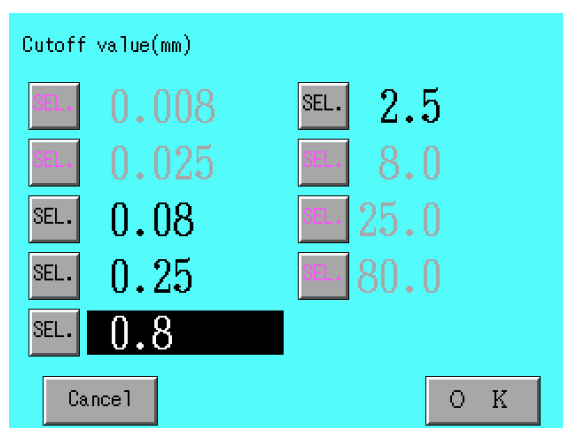 Cutoff value(mm)
SEL. 0.008 SEL. 2.5
SEL. 0.025 SEL. 8.0
SEL. 0.08 SEL. 25.0
SEL. 0.25 SEL. 80.0
SEL. 0.8
Cancel O K